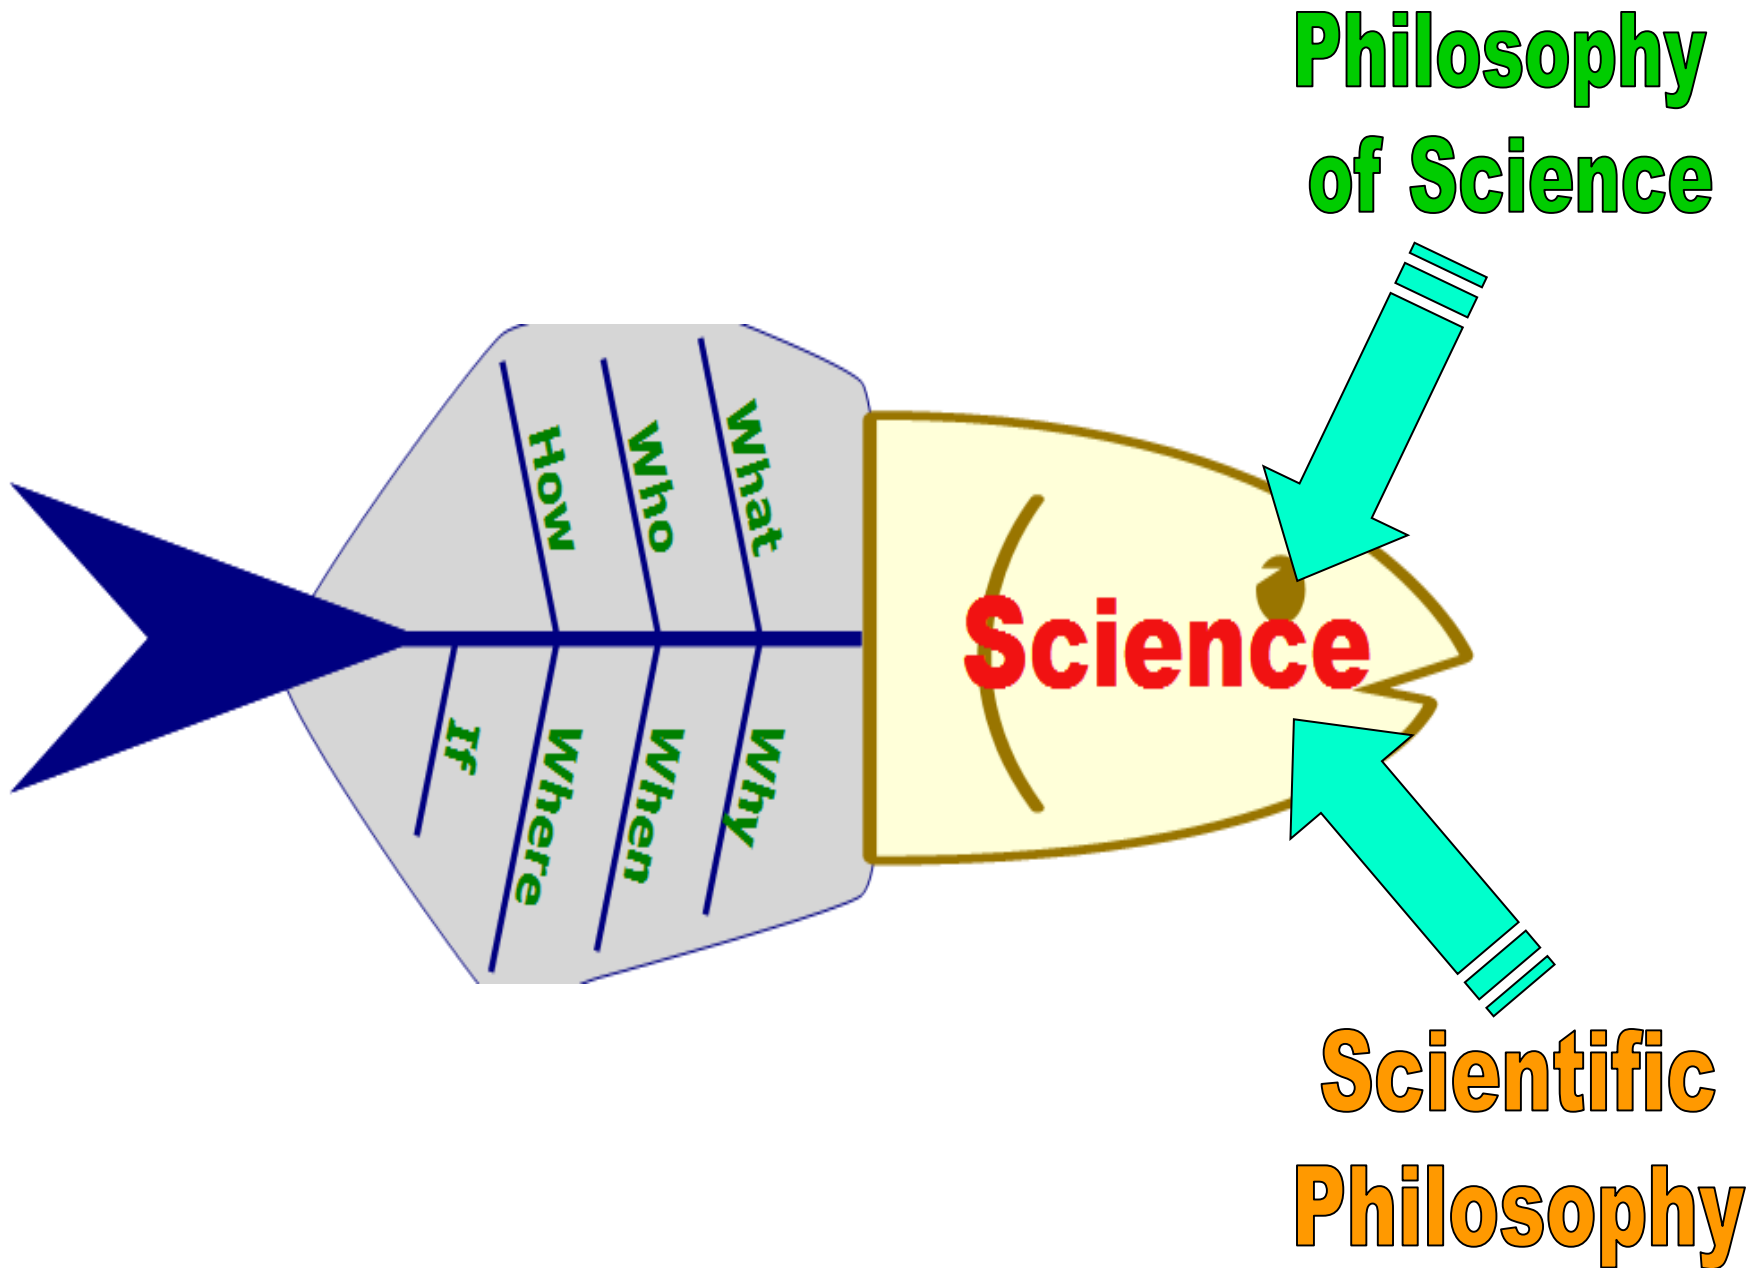 Philosophy
of Science
How
Who
What
Science
If
Where
When
Why
Scientific
Philosophy